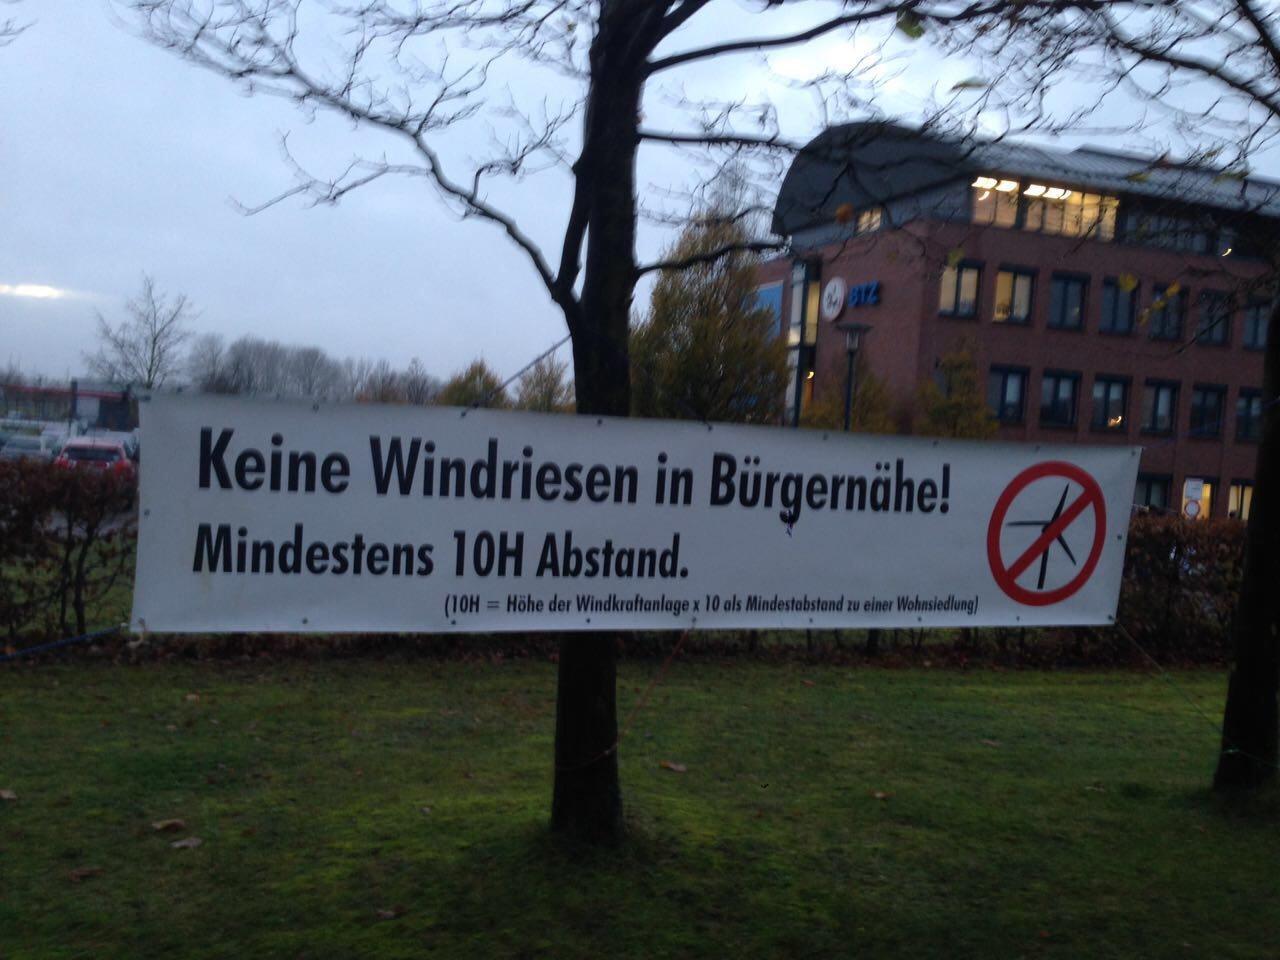 BTZ
Keine Windriesen in Bürgernähe!
Mindestens 10H Abstand.
(10H = Höhe der Windkraftanlage x 10 als Mindestabstand zu einer Wohnsiedlung)